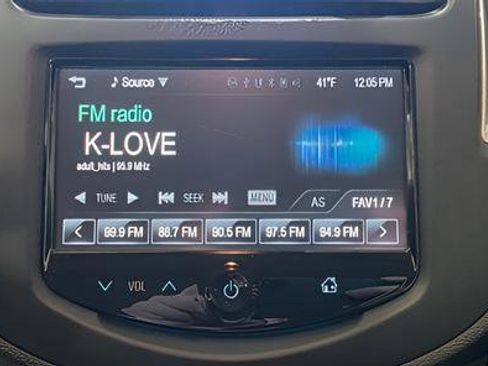 Source 41°F 12:05 PM
FM radio
K-LOVE
adult_hits | 95.9 MHz
TUNE SEEK MENU AS FAV1 / 7
99.9 FM 88.7 FM 90.5 FM 97.5 FM 94.9 FM
VOL